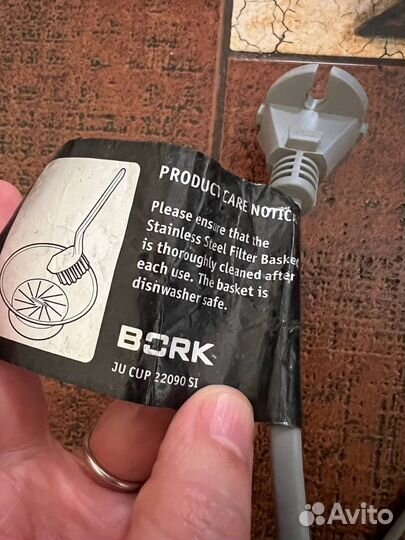 PRODUCT CARE NOTICE
Please ensure that the
Stainless Steel Filter Basket
is thoroughly cleaned after
each use. The basket is
dishwasher safe.
BORK
JU CUP 22090 SI
Avito